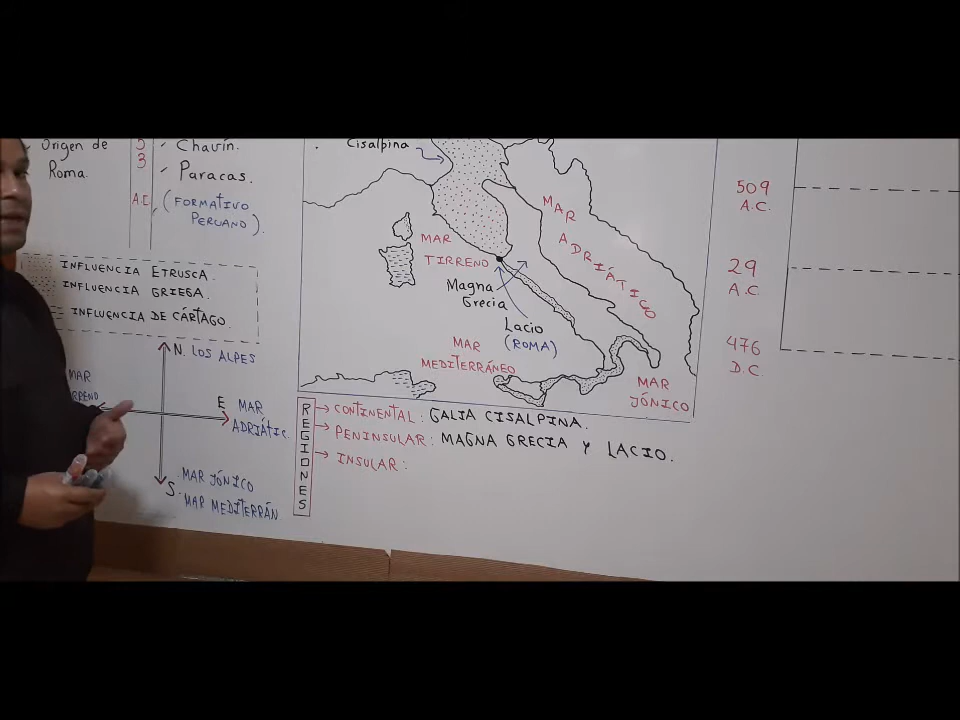 Origen de
Roma.
5
3
A.C.
Chavín.
Paracas.
(FORMATIVO
PERUANO).
INFLUENCIA ETRUSCA.
INFLUENCIA GRIEGA.
INFLUENCIA DE CÁRTAGO.
N. LOS ALPES
MAR
E MAR
ADRIÁTIC.
S.
MAR JÓNICO
MAR MEDITERRÁN.
Cisalpina
MAR
TIRRENO
MAR
ADRIÁTICO
Magna
Grecia
Lacio
(ROMA)
MAR
MEDITERRÁNEO
MAR
JÓNICO
REGIONES
CONTINENTAL: GALIA CISALPINA.
PENINSULAR: MAGNA GRECIA Y LACIO.
INSULAR:
509
A.C.
29
A.C.
476
D.C.